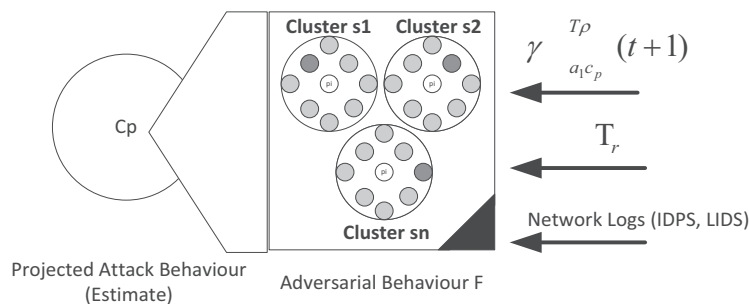 Cluster s1 Cluster s2
pi pi
Cp
pi
Cluster sn
γ Tρ a₁cₚ (t + 1)
Tᵣ
Network Logs (IDPS, LIDS)
Projected Attack Behaviour
(Estimate)
Adversarial Behaviour F